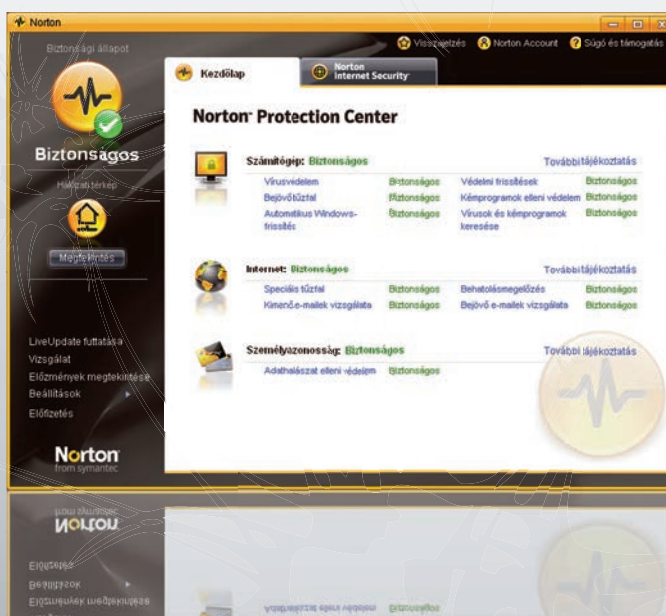 Norton
Biztonsági állapot
Visszajelzés Norton Account Súgó és támogatás
Kezdőlap
Norton
Internet Security
Norton Protection Center
Biztonságos
Számítógép: Biztonságos További tájékoztatás
Vírusvédelem Biztonságos Védelmi frissítések Biztonságos
Bejövő tűzfal Biztonságos Kémprogramok elleni védelem Biztonságos
Automatikus Windows-
frissítés Biztonságos Vírusok és kémprogramok
keresése Biztonságos
Hálózati térkép
Megtekintés
Internet: Biztonságos További tájékoztatás
Speciális tűzfal Biztonságos Behatolásmegelőzés Biztonságos
Kimenő e-mailek vizsgálata Biztonságos Bejövő e-mailek vizsgálata Biztonságos
Személyazonosság: Biztonságos További tájékoztatás
Adathalászat elleni védelem Biztonságos
LiveUpdate futtatása
Vizsgálat
Előzmények megtekintése
Beállítások
Előfizetés
Norton
from symantec